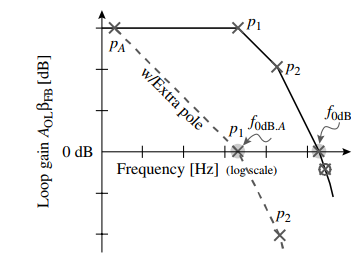 p1
pA
p2
w/Extra pole
Loop gain AOLβFB [dB]
p1 f0dB.A
f0dB
0 dB
Frequency [Hz] (log scale)
p2